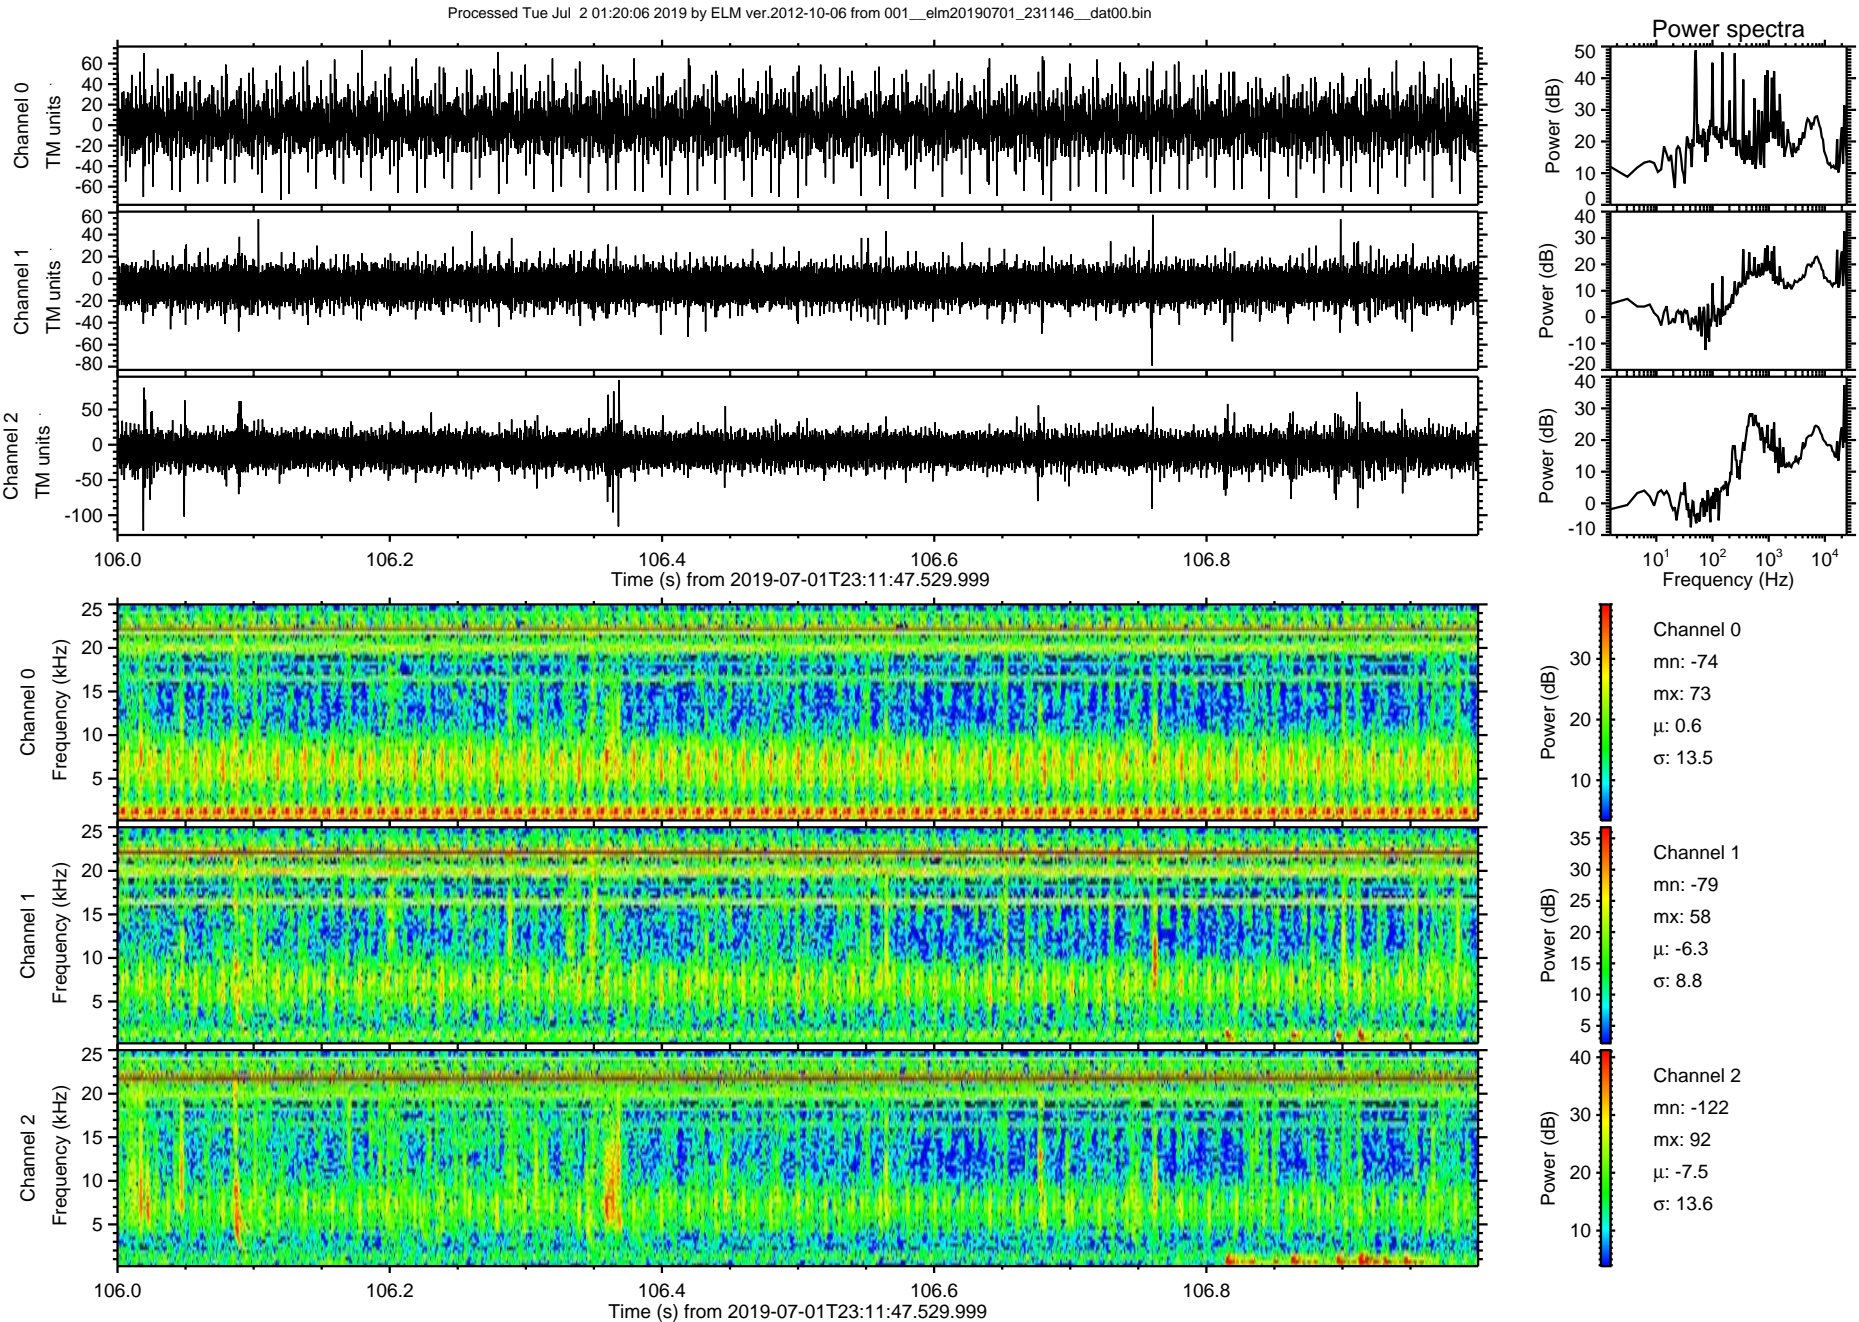 Processed Tue Jul  2 01:20:06 2019 by ELM ver.2012-10-06 from 001__elm20190701_231146__dat00.bin
Power spectra
Channel 0
TM units
60
40
20
0
-20
-40
-60
Power (dB)
50
40
30
20
10
0
Channel 1
TM units
60
40
20
0
-20
-40
-60
-80
Power (dB)
40
30
20
10
0
-10
-20
Channel 2
TM units
50
0
-50
-100
Power (dB)
40
30
20
10
0
-10
106.0 106.2 106.4 106.6 106.8
Time (s) from 2019-07-01T23:11:47.529.999
10¹ 10² 10³ 10⁴
Frequency (Hz)
Channel 0
Frequency (kHz)
25
20
15
10
5
Power (dB)
30
20
10
Channel 0
mn: -74
mx: 73
μ: 0.6
σ: 13.5
Channel 1
Frequency (kHz)
25
20
15
10
5
Power (dB)
35
30
25
20
15
10
5
Channel 1
mn: -79
mx: 58
μ: -6.3
σ: 8.8
Channel 2
Frequency (kHz)
25
20
15
10
5
Power (dB)
40
30
20
10
Channel 2
mn: -122
mx: 92
μ: -7.5
σ: 13.6
106.0 106.2 106.4 106.6 106.8
Time (s) from 2019-07-01T23:11:47.529.999